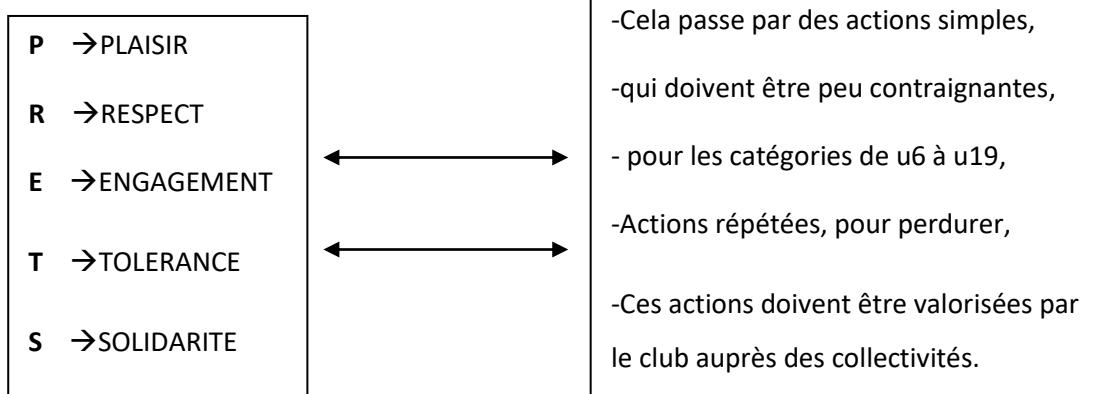 P →PLAISIR
R →RESPECT
E →ENGAGEMENT
T →TOLERANCE
S →SOLIDARITE
-Cela passe par des actions simples,
-qui doivent être peu contraignantes,
- pour les catégories de u6 à u19,
-Actions répétées, pour perdurer,
-Ces actions doivent être valorisées par
le club auprès des collectivités.